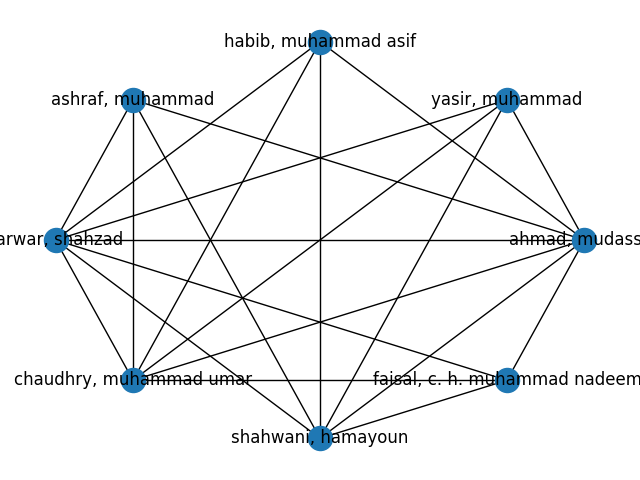 habib, muhammad asif
ashraf, muhammad
yasir, muhammad
arwar, shahzad
ahmad, mudass
chaudhry, muhammad umar
faisal, c. h. muhammad nadeem
shahwani, hamayoun